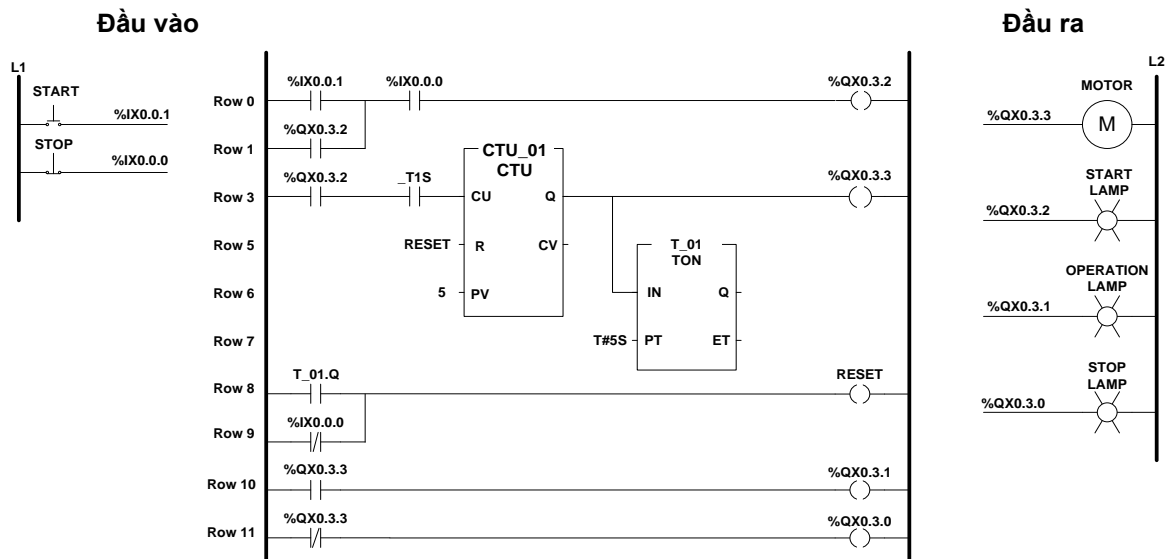 Đầu vào
Đầu ra
L1
START
%IX0.0.1
STOP
%IX0.0.0
Row 0
%IX0.0.1
%IX0.0.0
%QX0.3.2
Row 1
%QX0.3.2
Row 3
%QX0.3.2
_T1S
CTU_01
CTU
CU
Q
%QX0.3.3
Row 5
RESET
R
CV
T_01
TON
Row 6
5
PV
IN
Q
Row 7
T#5S
PT
ET
Row 8
T_01.Q
RESET
Row 9
%IX0.0.0
Row 10
%QX0.3.3
%QX0.3.1
Row 11
%QX0.3.3
%QX0.3.0
L2
MOTOR
%QX0.3.3
M
START
LAMP
%QX0.3.2
OPERATION
LAMP
%QX0.3.1
STOP
LAMP
%QX0.3.0